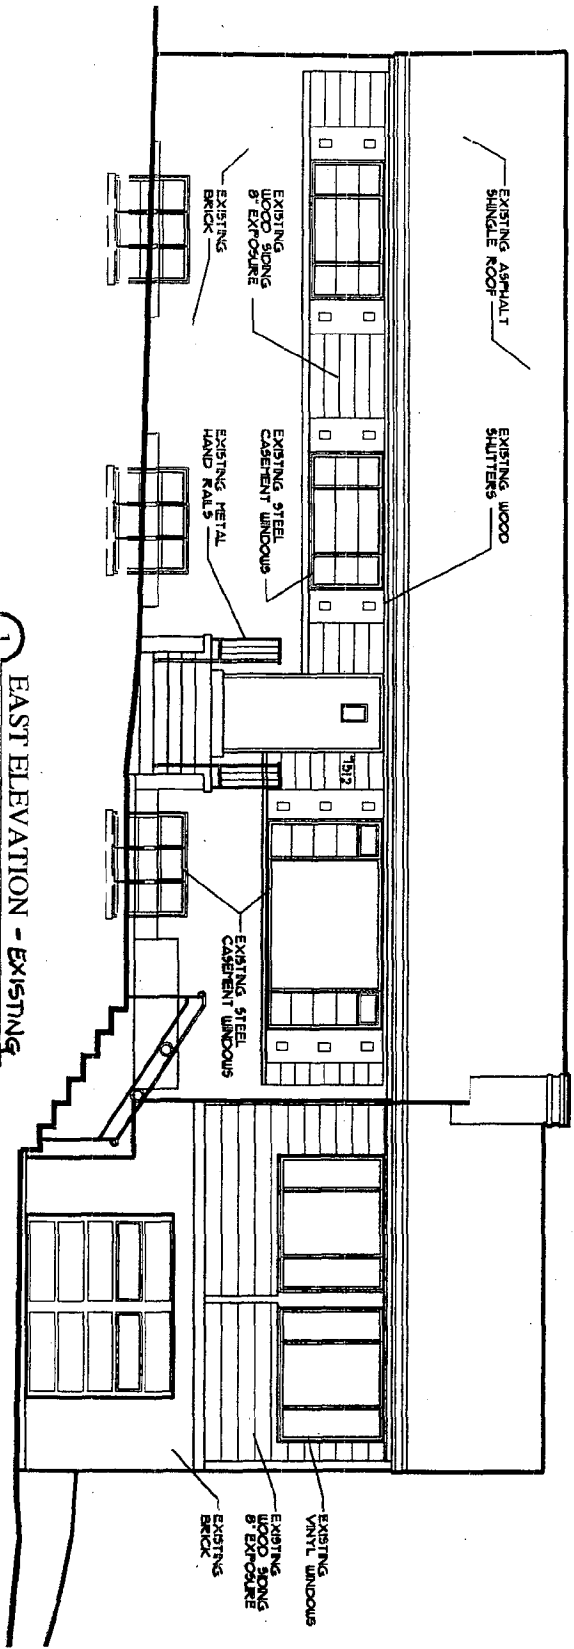 EXISTING ASPHALT
SHINGLE ROOF
EXISTING WOOD
SHUTTERS
EXISTING
WOOD SIDING
8" EXPOSURE
EXISTING
BRICK
EXISTING STEEL
CASEMENT WINDOWS
EXISTING METAL
HAND RAILS
7512
EXISTING STEEL
CASEMENT WINDOWS
EXISTING
VINYL WINDOWS
EXISTING
WOOD SIDING
8" EXPOSURE
EXISTING
BRICK
1
EAST ELEVATION - EXISTING